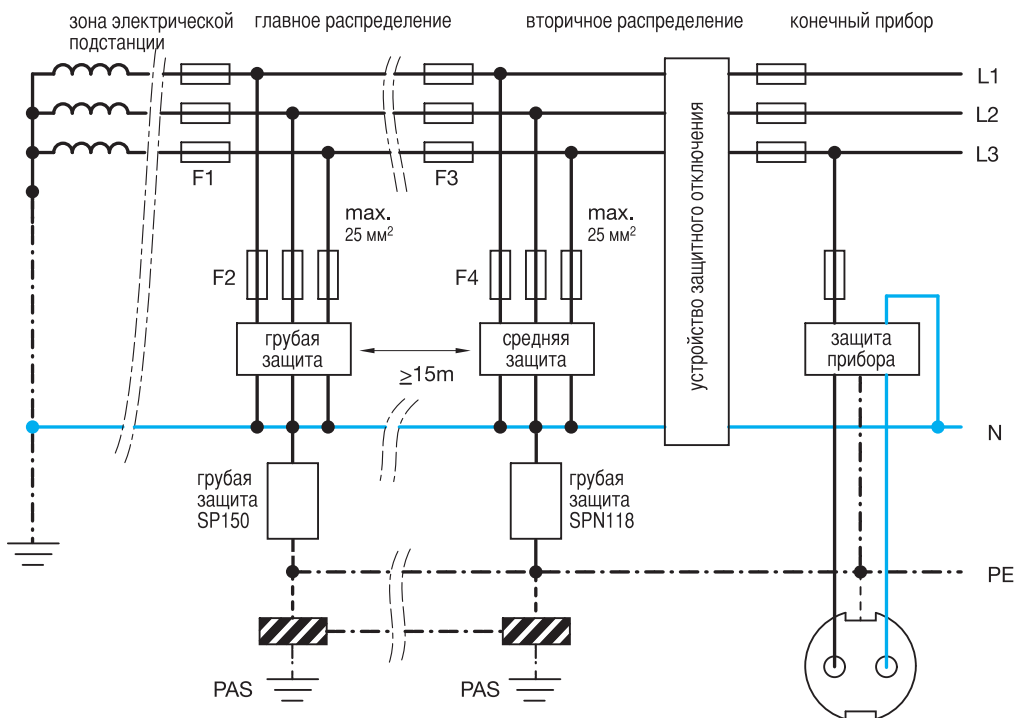 зона электрической
подстанции
главное распределение
вторичное распределение
конечный прибор
L1
L2
L3
F1
F3
max.
25 мм²
max.
25 мм²
F2
F4
устройство защитного отключения
грубая
защита
средняя
защита
защита
прибора
≥15m
N
грубая
защита
SP150
грубая
защита
SPN118
PE
PAS
PAS